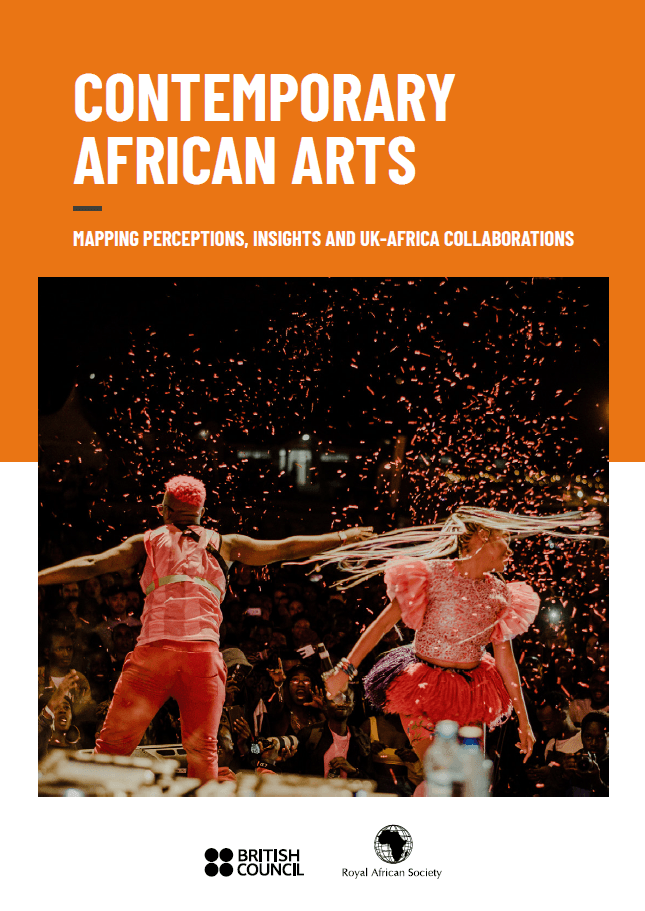 CONTEMPORARY
AFRICAN ARTS
MAPPING PERCEPTIONS, INSIGHTS AND UK-AFRICA COLLABORATIONS
BRITISH
COUNCIL
Royal African Society